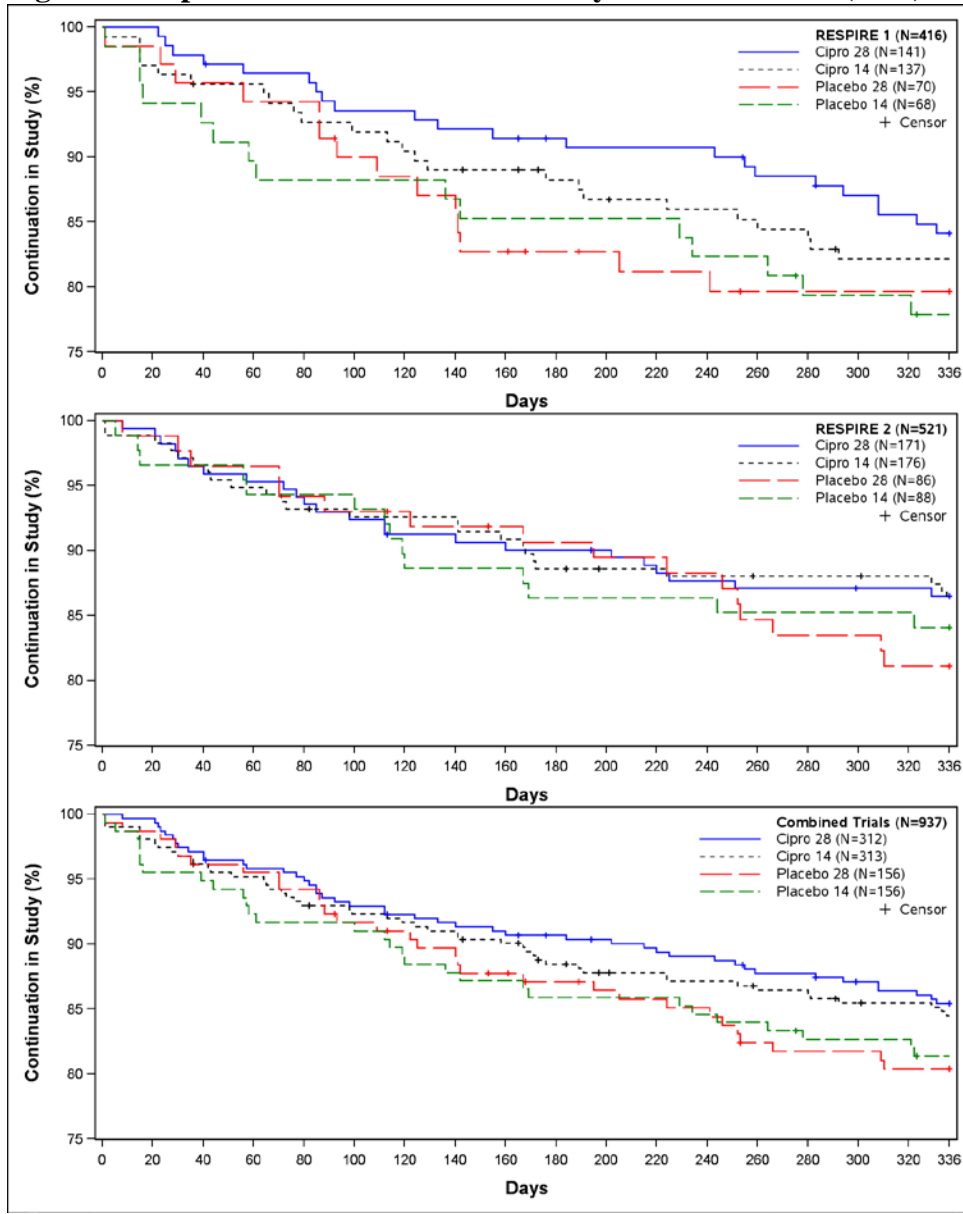 RESPIRE 1 (N=416)
Cipro 28 (N=141)
Cipro 14 (N=137)
Placebo 28 (N=70)
Placebo 14 (N=68)
+ Censor
Continuation in Study (%)
100
95
90
85
80
75
0 20 40 60 80 100 120 140 160 180 200 220 240 260 280 300 320 336
Days
RESPIRE 2 (N=521)
Cipro 28 (N=171)
Cipro 14 (N=176)
Placebo 28 (N=86)
Placebo 14 (N=88)
+ Censor
Continuation in Study (%)
100
95
90
85
80
75
0 20 40 60 80 100 120 140 160 180 200 220 240 260 280 300 320 336
Days
Combined Trials (N=937)
Cipro 28 (N=312)
Cipro 14 (N=313)
Placebo 28 (N=156)
Placebo 14 (N=156)
+ Censor
Continuation in Study (%)
100
95
90
85
80
75
0 20 40 60 80 100 120 140 160 180 200 220 240 260 280 300 320 336
Days